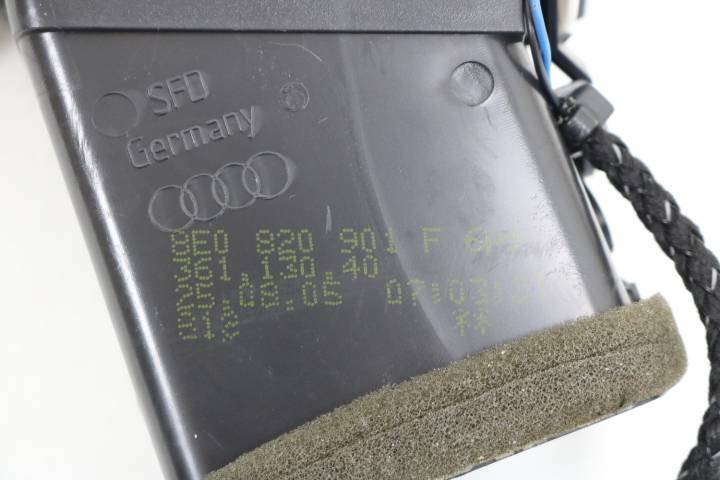 SFD
Germany
8E0 820 901 F
361.130.40
25.08.05
**